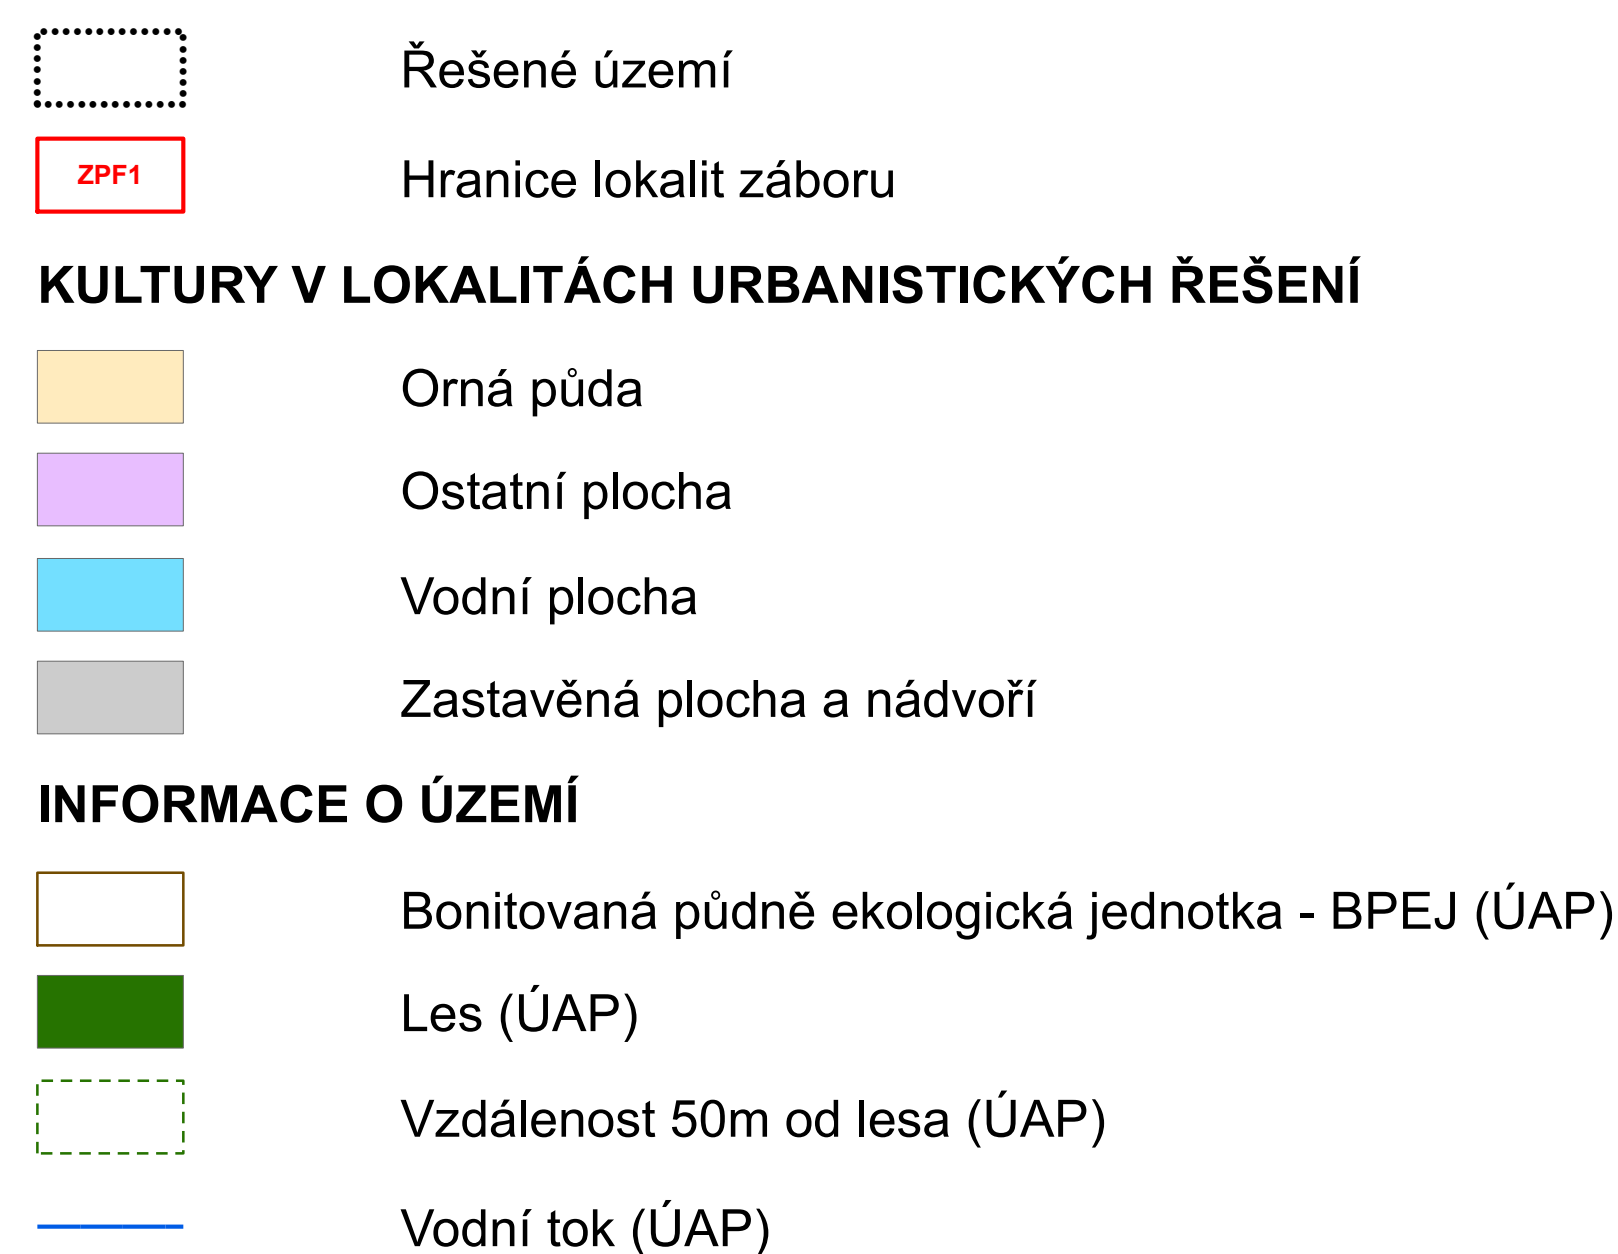 Řešené území
ZPF1 Hranice lokalit záboru
KULTURY V LOKALITÁCH URBANISTICKÝCH ŘEŠENÍ
Orná půda
Ostatní plocha
Vodní plocha
Zastavěná plocha a nádvoří
INFORMACE O ÚZEMÍ
Bonitovaná půdně ekologická jednotka - BPEJ (ÚAP)
Les (ÚAP)
Vzdálenost 50m od lesa (ÚAP)
Vodní tok (ÚAP)